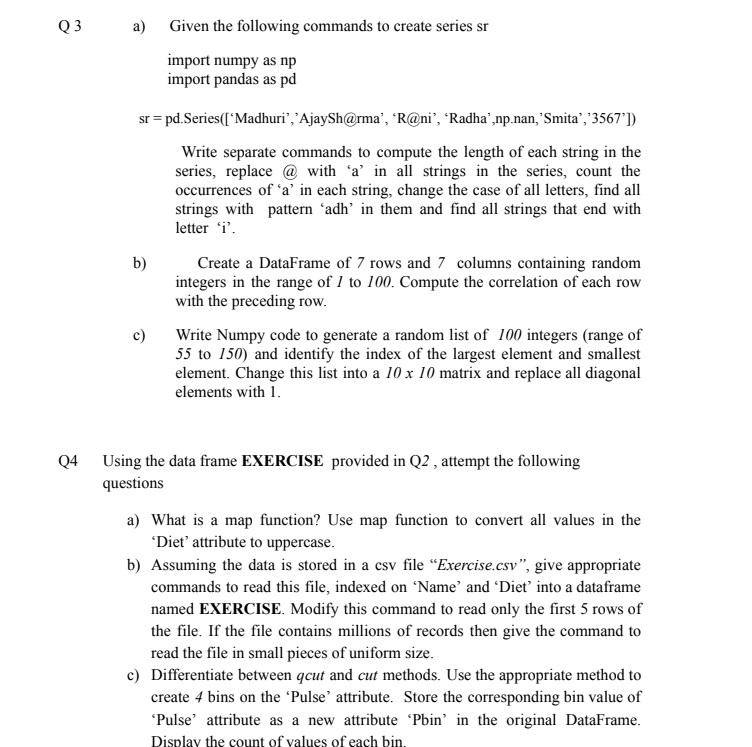 Q 3 a) Given the following commands to create series sr
import numpy as np
import pandas as pd
sr = pd.Series([‘Madhuri’,’AjaySh@rma’, ‘R@ni’, ‘Radha’,np.nan,’Smita’,’3567’])
Write separate commands to compute the length of each string in the
series, replace @ with ‘a’ in all strings in the series, count the
occurrences of ‘a’ in each string, change the case of all letters, find all
strings with pattern ‘adh’ in them and find all strings that end with
letter ‘i’.
b) Create a DataFrame of 7 rows and 7 columns containing random
integers in the range of 1 to 100. Compute the correlation of each row
with the preceding row.
c) Write Numpy code to generate a random list of 100 integers (range of
55 to 150) and identify the index of the largest element and smallest
element. Change this list into a 10 x 10 matrix and replace all diagonal
elements with 1.
Q4 Using the data frame EXERCISE provided in Q2 , attempt the following
questions
a) What is a map function? Use map function to convert all values in the
‘Diet’ attribute to uppercase.
b) Assuming the data is stored in a csv file “Exercise.csv”, give appropriate
commands to read this file, indexed on ‘Name’ and ‘Diet’ into a dataframe
named EXERCISE. Modify this command to read only the first 5 rows of
the file. If the file contains millions of records then give the command to
read the file in small pieces of uniform size.
c) Differentiate between qcut and cut methods. Use the appropriate method to
create 4 bins on the ‘Pulse’ attribute. Store the corresponding bin value of
‘Pulse’ attribute as a new attribute ‘Pbin’ in the original DataFrame.
Display the count of values of each bin.